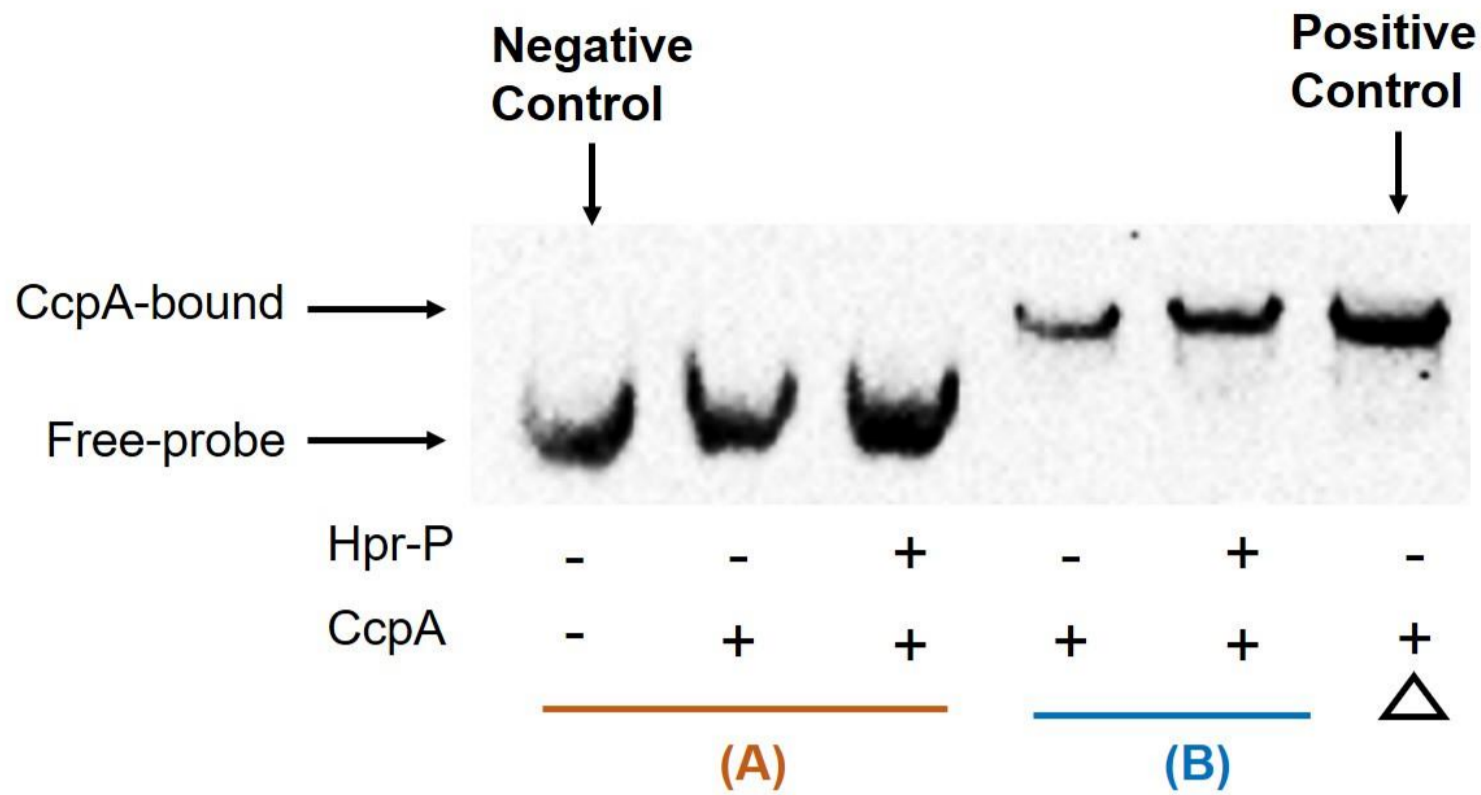 Negative
Control
Positive
Control
CcpA-bound
Free-probe
Hpr-P - - + - + -
CcpA - + + + + +
(A)
(B)